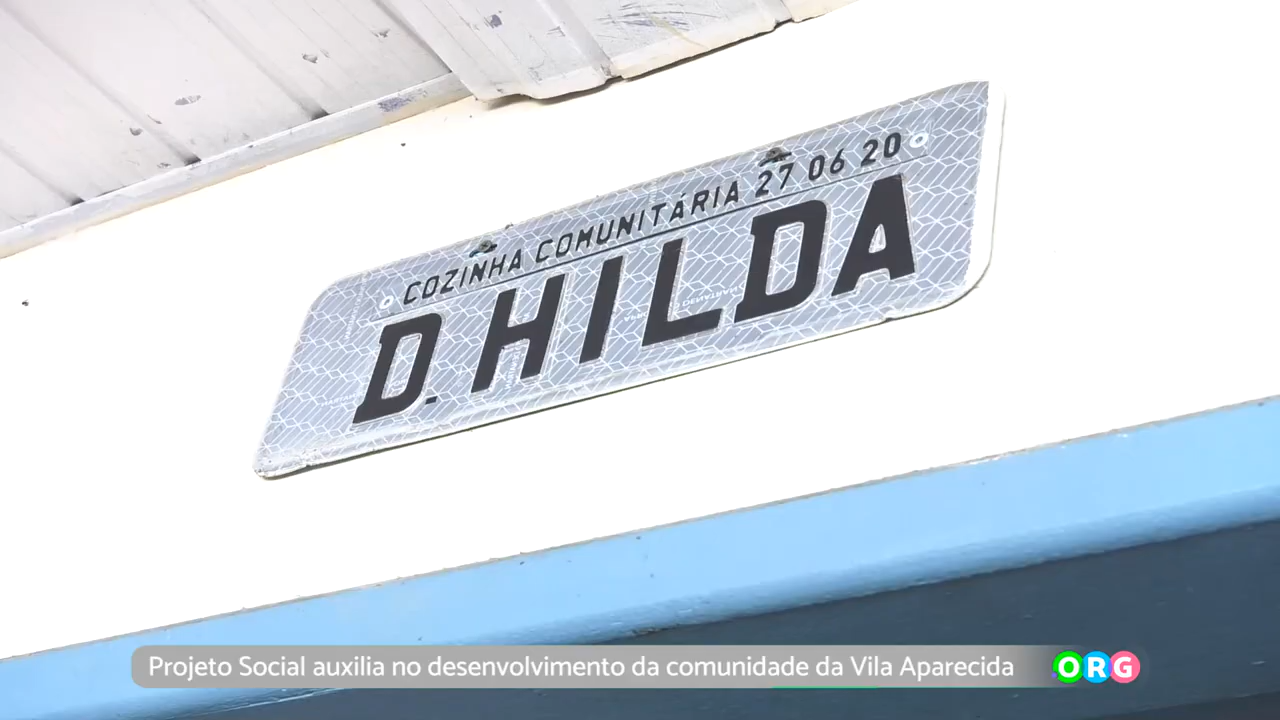 COZINHA COMUNITÁRIA 27 06 20
D. HILDA
Projeto Social auxilia no desenvolvimento da comunidade da Vila Aparecida
ORG